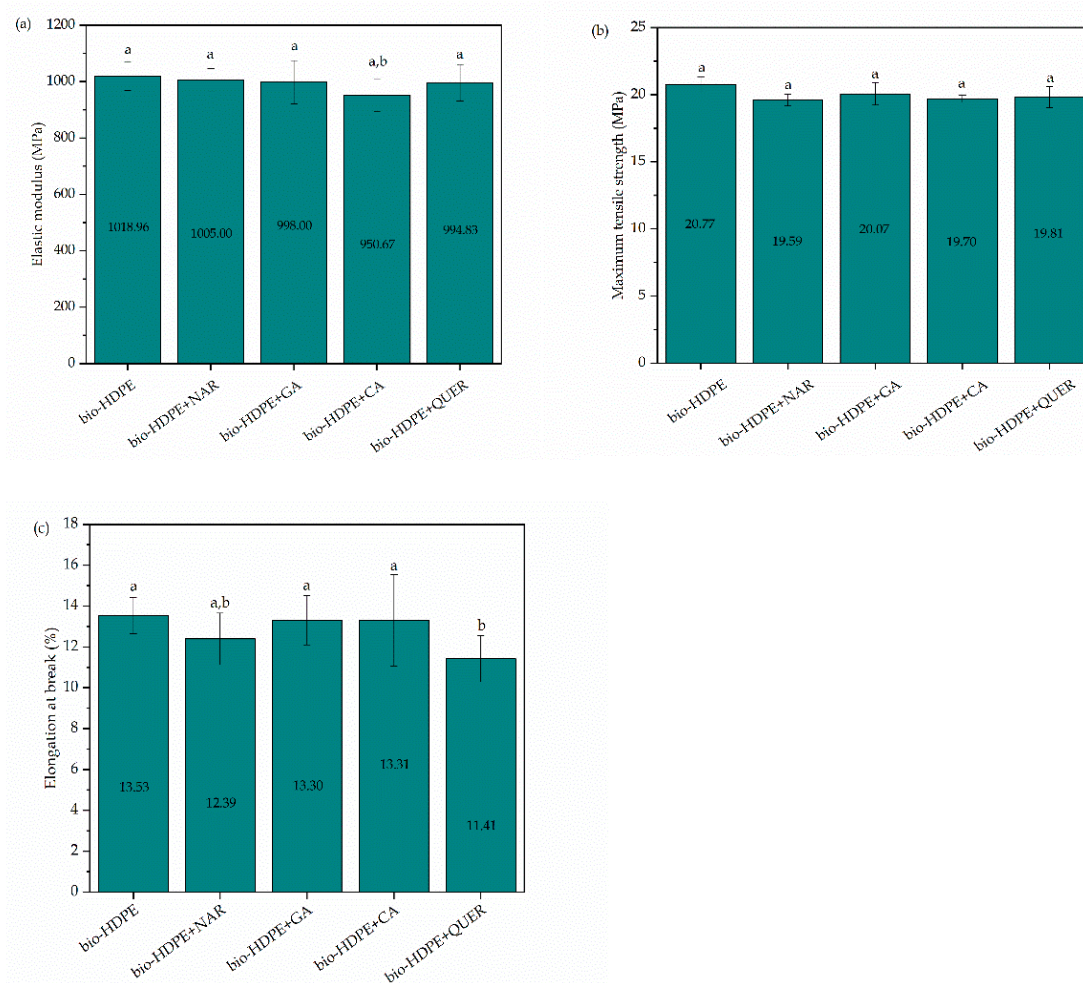 (a)
1200
1000
800
600
400
200
0
Elastic modulus (MPa)
a
a
a
a,b
a
1018.96
1005.00
998.00
950.67
994.83
bio-HDPE
bio-HDPE+NAR
bio-HDPE+GA
bio-HDPE+CA
bio-HDPE+QUER
(b)
25
20
15
10
5
0
Maximum tensile strength (MPa)
a
a
a
a
a
20.77
19.59
20.07
19.70
19.81
bio-HDPE
bio-HDPE+NAR
bio-HDPE+GA
bio-HDPE+CA
bio-HDPE+QUER
(c)
18
16
14
12
10
8
6
4
2
0
Elongation at break (%)
a
a,b
a
a
b
13.53
12.39
13.30
13.31
11.41
bio-HDPE
bio-HDPE+NAR
bio-HDPE+GA
bio-HDPE+CA
bio-HDPE+QUER